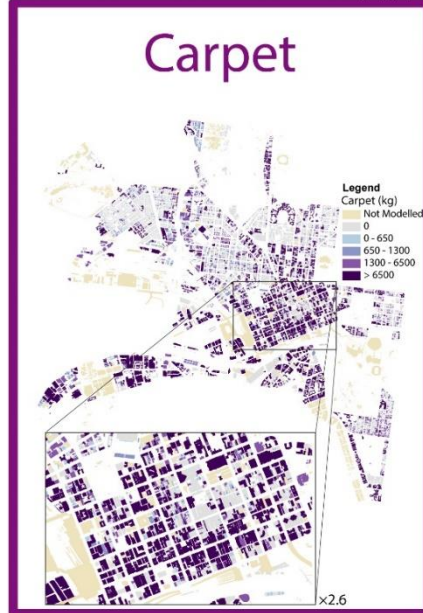 Carpet
Legend
Carpet (kg)
Not Modelled
0
0 - 650
650 - 1300
1300 - 6500
> 6500
×2.6